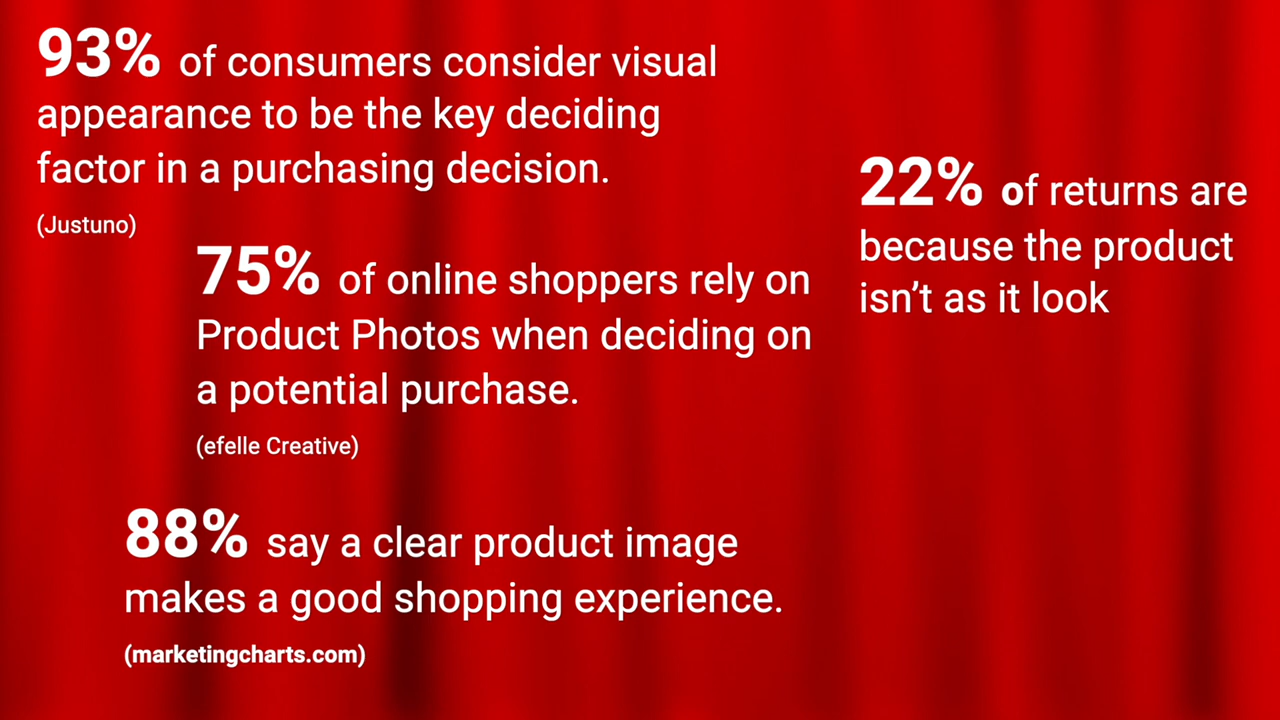 93% of consumers consider visual
appearance to be the key deciding
factor in a purchasing decision.
(Justuno)
75% of online shoppers rely on
Product Photos when deciding on
a potential purchase.
(efelle Creative)
88% say a clear product image
makes a good shopping experience.
(marketingcharts.com)
22% of returns are
because the product
isn’t as it look